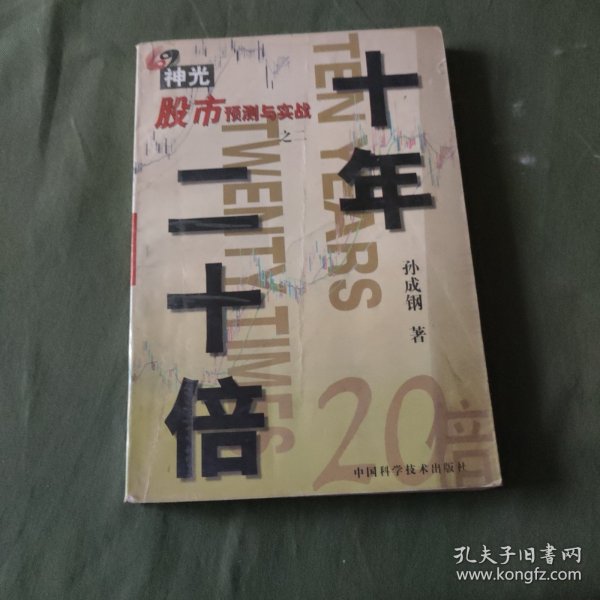 神光
股市预测与实战
之二
十年
二十倍
TEN YEARS
TWENTY TIMES
孙成钢 著
20倍
中国科学技术出版社
孔夫子旧书网
www.kongfz.com